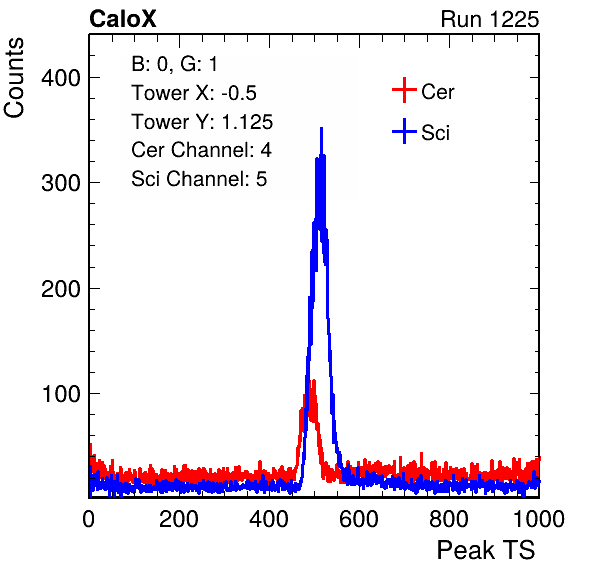 CaloX Run 1225
Counts
B: 0, G: 1
Tower X: -0.5
Tower Y: 1.125
Cer Channel: 4
Sci Channel: 5
Cer
Sci
400
300
200
100
0 200 400 600 800 1000
Peak TS